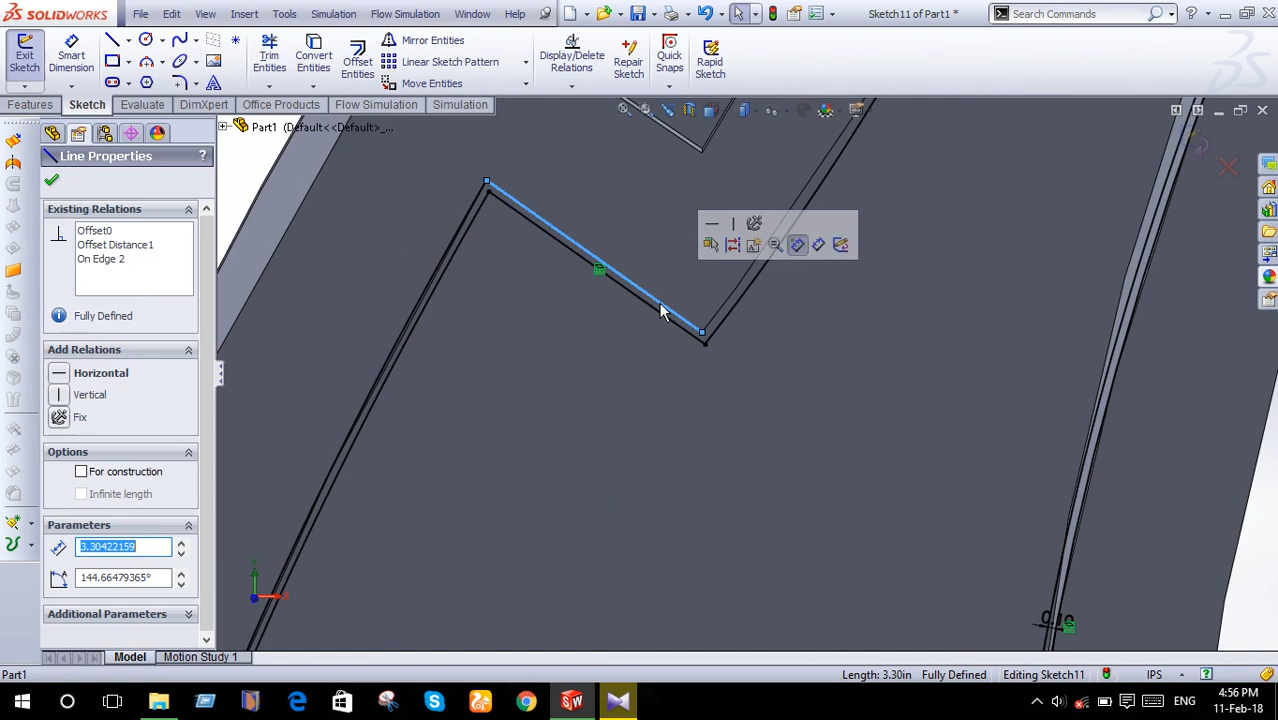 SOLIDWORKS
File Edit View Insert Tools Simulation Flow Simulation Window Help
Sketch11 of Part1 *
Search Commands
Exit Sketch
Smart Dimension
Trim Entities
Convert Entities
Offset Entities
Mirror Entities
Linear Sketch Pattern
Move Entities
Display/Delete Relations
Repair Sketch
Quick Snaps
Rapid Sketch
Features Sketch Evaluate DimXpert Office Products Flow Simulation Simulation
Part1 (Default<<Default>_...
Line Properties ?
Existing Relations
Offset0
Offset Distance1
On Edge 2
Fully Defined
Add Relations
Horizontal
Vertical
Fix
Options
For construction
Infinite length
Parameters
3.30422159
144.66479365°
Additional Parameters
0.10
Model Motion Study 1
Part1 Length: 3.30in Fully Defined Editing Sketch11 IPS
ENG
4:56 PM
11-Feb-18